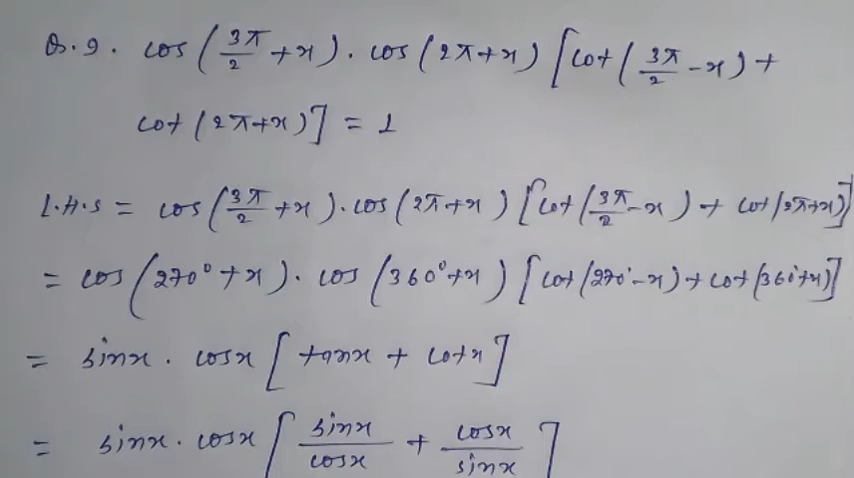 Q.9. cos (3π/2 + x). cos (2π+x) [cot (3π/2 - x) +
cot (2π+x)] = 1
L.H.S = cos (3π/2 + x). cos (2π+x) [cot (3π/2 - x) + cot (2π+x)]
= cos (270° + x). cos (360°+x) [cot (270°-x) + cot (360°+x)]
= sinx . cosx [tanx + cotx]
= sinx . cosx [sinx/cosx + cosx/sinx]